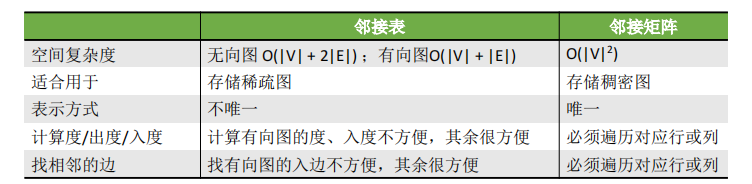 邻接表 邻接矩阵
空间复杂度 无向图 O(|V| + 2|E|)；有向图O(|V| + |E|) O(|V|²)
适合用于 存储稀疏图 存储稠密图
表示方式 不唯一 唯一
计算度/出度/入度 计算有向图的度、入度不方便，其余很方便 必须遍历对应行或列
找相邻的边 找有向图的入边不方便，其余很方便 必须遍历对应行或列